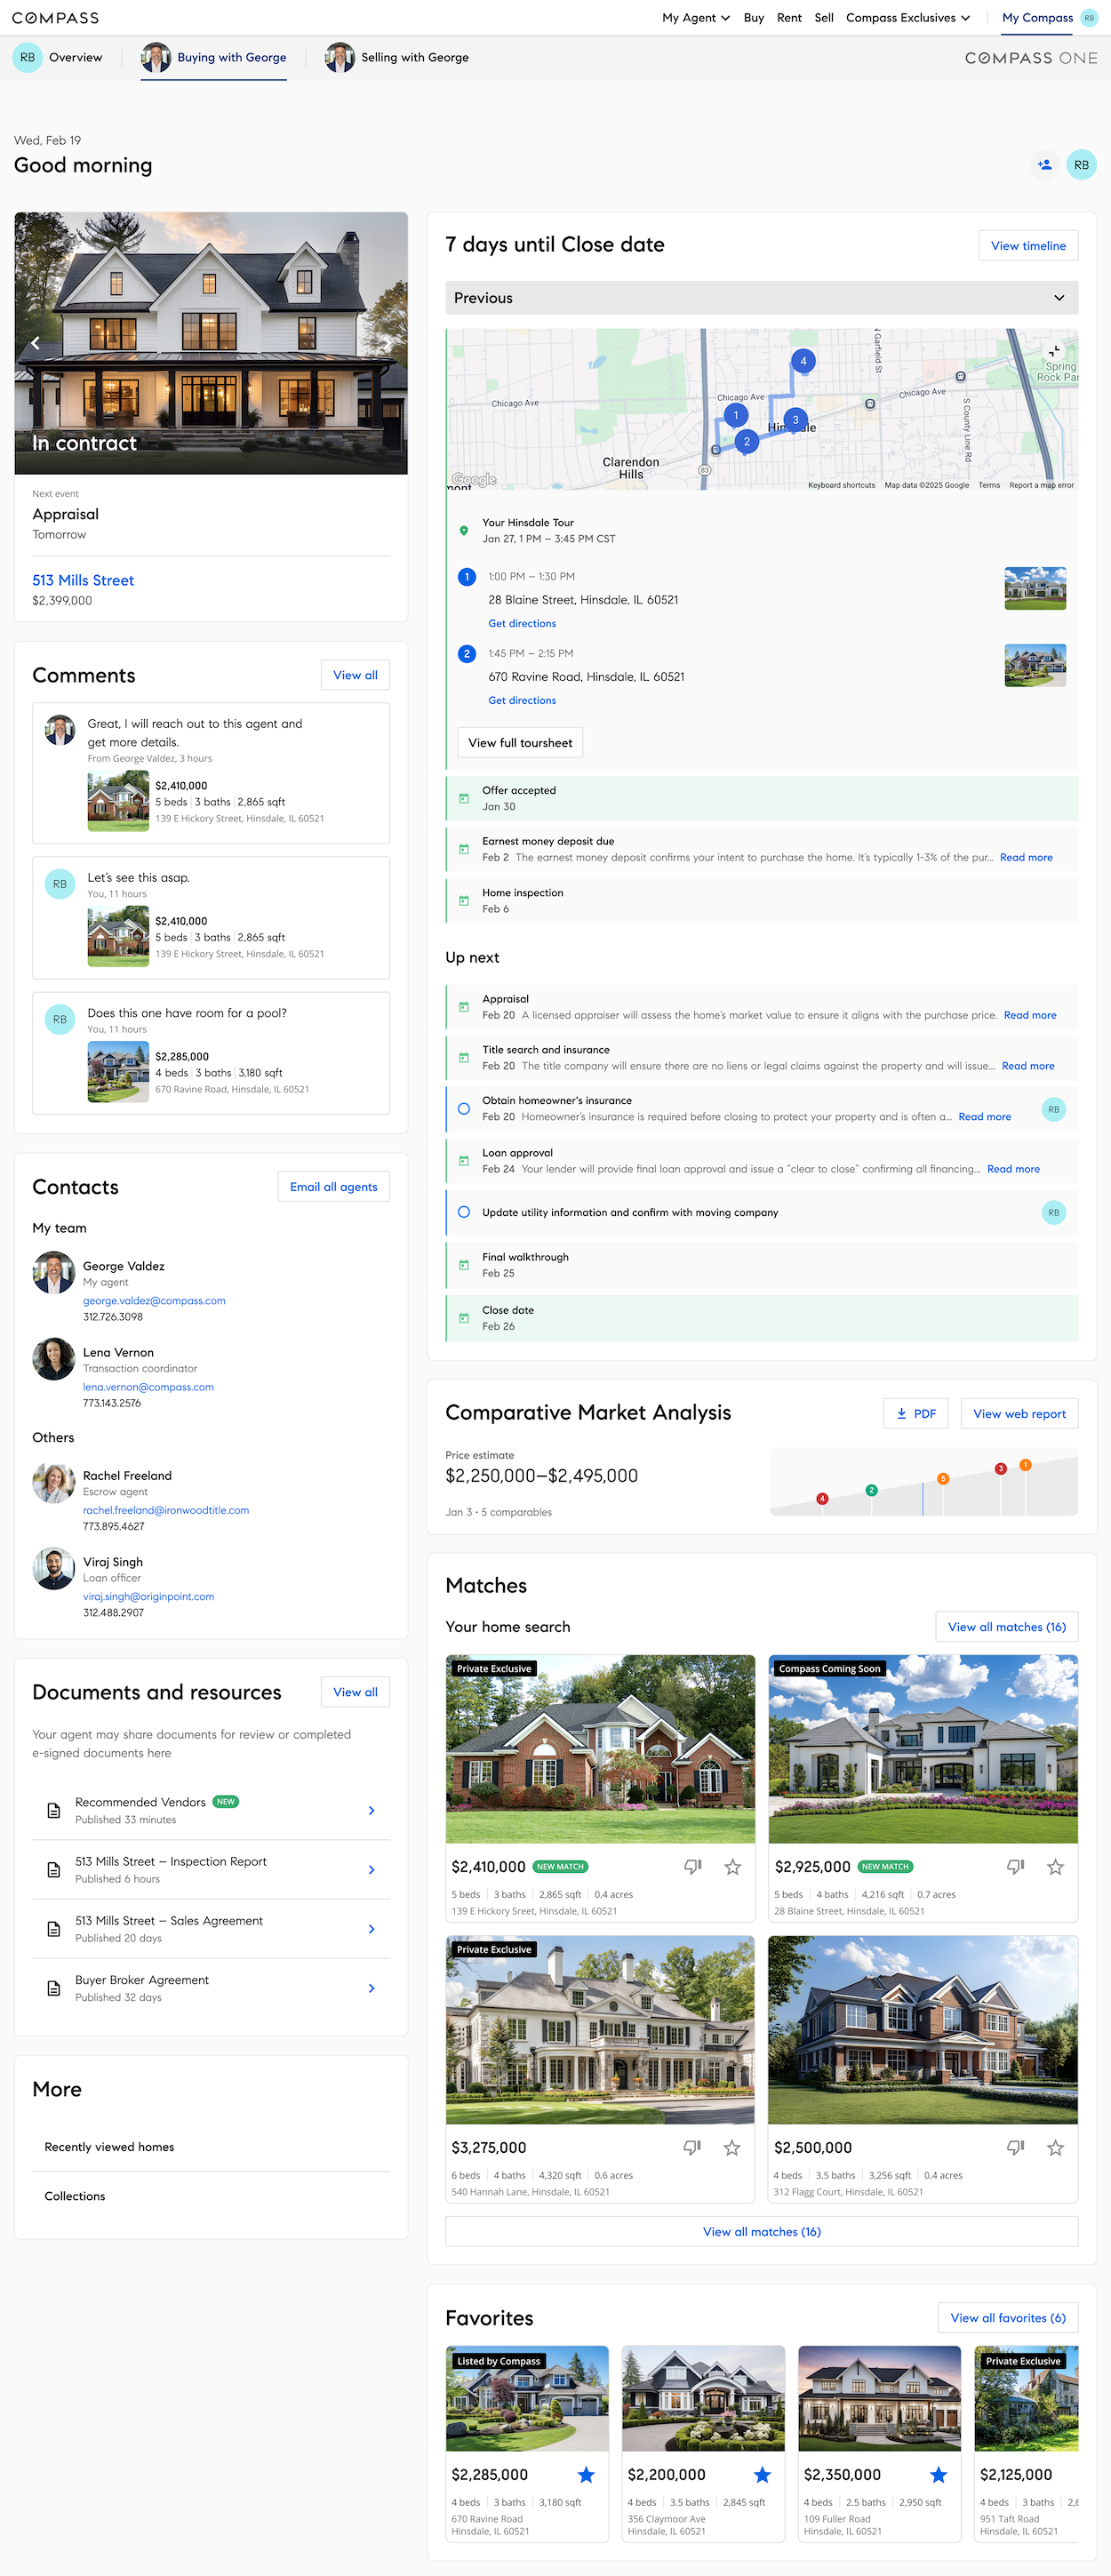 COMPASS
My Agent
Buy
Rent
Sell
Compass Exclusives
My Compass
RB
RB
Overview
Buying with George
Selling with George
COMPASS ONE
Wed, Feb 19
Good morning
RB
In contract
Next event
Appraisal
Tomorrow
513 Mills Street
$2,399,000
Comments
View all
Great, I will reach out to this agent and
get more details.
From George Valdez, 3 hours
$2,410,000
5 beds 3 baths 2,865 sqft
139 E Hickory Street, Hinsdale, IL 60521
RB
Let's see this asap.
You, 11 hours
$2,410,000
5 beds 3 baths 2,865 sqft
139 E Hickory Street, Hinsdale, IL 60521
RB
Does this one have room for a pool?
You, 11 hours
$2,285,000
4 beds 3 baths 3,180 sqft
670 Ravine Road, Hinsdale, IL 60521
Contacts
Email all agents
My team
George Valdez
My agent
george.valdez@compass.com
312.726.3098
Lena Vernon
Transaction coordinator
lena.vernon@compass.com
773.143.2576
Others
Rachel Freeland
Escrow agent
rachel.freeland@ironwoodtitle.com
773.895.4627
Viraj Singh
Loan officer
viraj.singh@originpoint.com
312.488.2907
Documents and resources
View all
Your agent may share documents for review or completed
e-signed documents here
Recommended Vendors NEW
Published 33 minutes
513 Mills Street – Inspection Report
Published 6 hours
513 Mills Street – Sales Agreement
Published 20 days
Buyer Broker Agreement
Published 32 days
More
Recently viewed homes
Collections
7 days until Close date
View timeline
Previous
4
N Garfield St
Spring
Rock Par
Chicago Ave
Chicago Ave
Chicago Ave
1
3
2
Hinsdale
S County Line Rd
Clarendon
Hills
83
mont
Google
Keyboard shortcuts
Map data ©2025 Google
Terms
Report a map error
Your Hinsdale Tour
Jan 27, 1 PM – 3:45 PM CST
1
1:00 PM – 1:30 PM
28 Blaine Street, Hinsdale, IL 60521
Get directions
2
1:45 PM – 2:15 PM
670 Ravine Road, Hinsdale, IL 60521
Get directions
View full toursheet
Offer accepted
Jan 30
Earnest money deposit due
Feb 2 The earnest money deposit confirms your intent to purchase the home. It's typically 1-3% of the pur... Read more
Home inspection
Feb 6
Up next
Appraisal
Feb 20 A licensed appraiser will assess the home's market value to ensure it aligns with the purchase price. Read more
Title search and insurance
Feb 20 The title company will ensure there are no liens or legal claims against the property and will issue... Read more
Obtain homeowner's insurance
Feb 20 Homeowner's insurance is required before closing to protect your property and is often a... Read more
RB
Loan approval
Feb 24 Your lender will provide final loan approval and issue a "clear to close" confirming all financing... Read more
Update utility information and confirm with moving company
RB
Final walkthrough
Feb 25
Close date
Feb 26
Comparative Market Analysis
PDF
View web report
Price estimate
$2,250,000–$2,495,000
Jan 3 • 5 comparables
4
2
5
3
1
Matches
Your home search
View all matches (16)
Private Exclusive
$2,410,000 NEW MATCH
5 beds 3 baths 2,865 sqft 0.4 acres
139 E Hickory Sreet, Hinsdale, IL 60521
Compass Coming Soon
$2,925,000 NEW MATCH
5 beds 4 baths 4,216 sqft 0.7 acres
28 Blaine Street, Hinsdale, IL 60521
Private Exclusive
$3,275,000
6 beds 4 baths 4,320 sqft 0.6 acres
540 Hannah Lane, Hinsdale, IL 60521
$2,500,000
4 beds 3.5 baths 3,256 sqft 0.4 acres
312 Flagg Court, Hinsdale, IL 60521
View all matches (16)
Favorites
View all favorites (6)
Listed by Compass
$2,285,000
4 beds 3 baths 3,180 sqft
670 Ravine Road
Hinsdale, IL 60521
$2,200,000
4 beds 3.5 baths 2,845 sqft
356 Claymoor Ave
Hinsdale, IL 60521
$2,350,000
4 beds 2.5 baths 2,950 sqft
109 Fuller Road
Hinsdale, IL 60521
Private Exclusive
$2,125,000
4 beds 3 baths 2,6
951 Taft Road
Hinsdale, IL 60521